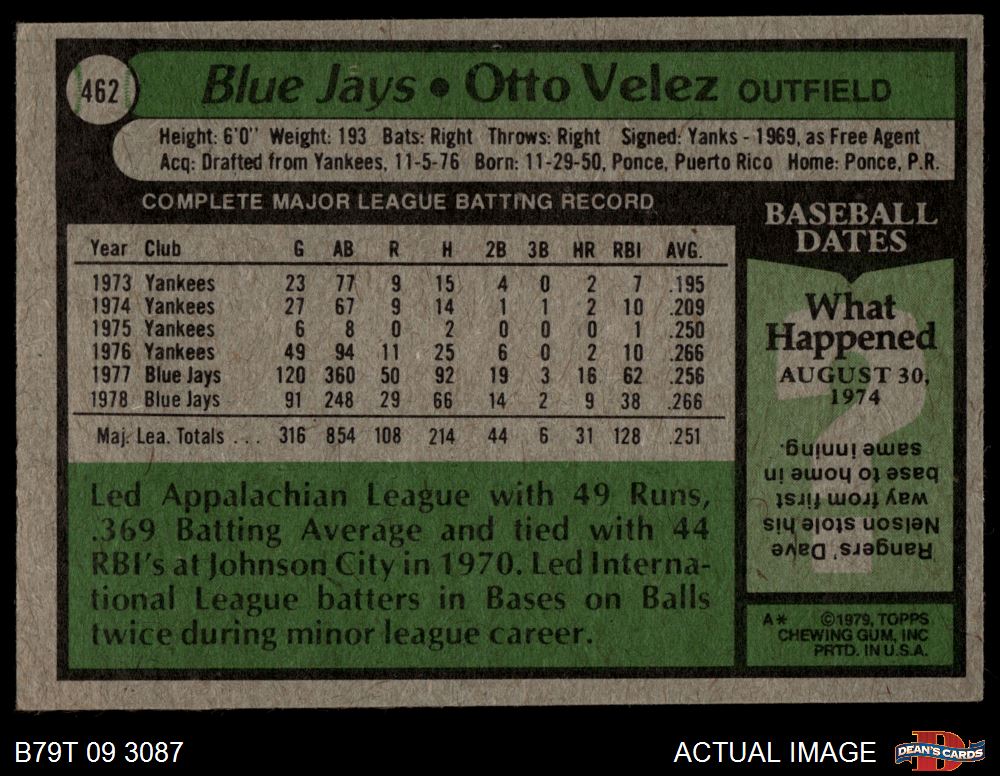 462
Blue Jays • Otto Velez OUTFIELD
Height: 6'0" Weight: 193 Bats: Right Throws: Right Signed: Yanks - 1969, as Free Agent
Acq: Drafted from Yankees, 11-5-76 Born: 11-29-50, Ponce, Puerto Rico Home: Ponce, P.R.
COMPLETE MAJOR LEAGUE BATTING RECORD
Year Club G AB R H 2B 3B HR RBI AVG.
1973 Yankees 23 77 9 15 4 0 2 7 .195
1974 Yankees 27 67 9 14 1 1 2 10 .209
1975 Yankees 6 8 0 2 0 0 0 1 .250
1976 Yankees 49 94 11 25 6 0 2 10 .266
1977 Blue Jays 120 360 50 92 19 3 16 62 .256
1978 Blue Jays 91 248 29 66 14 2 9 38 .266
Maj. Lea. Totals . . . 316 854 108 214 44 6 31 128 .251
Led Appalachian League with 49 Runs,
.369 Batting Average and tied with 44
RBI's at Johnson City in 1970. Led Interna-
tional League batters in Bases on Balls
twice during minor league career.
BASEBALL
DATES
What
Happened
AUGUST 30,
1974
Rangers' Dave
Nelson stole his
way from first
base to home in
same inning.
A* ©1979, TOPPS
CHEWING GUM, INC
PRTD. IN U.S.A.
B79T 09 3087
ACTUAL IMAGE
DEAN'S CARDS